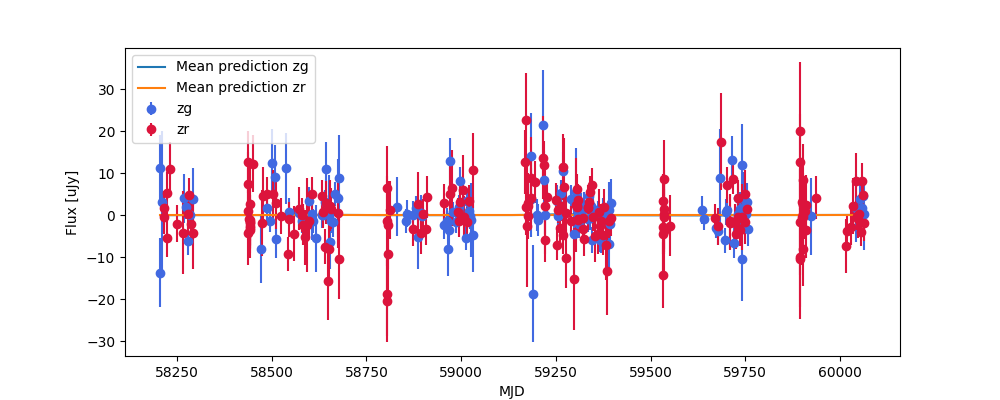 Mean prediction zg
Mean prediction zr
zg
zr
Flux [uJy]
30
20
10
0
−10
−20
−30
58250
58500
58750
59000
59250
59500
59750
60000
MJD